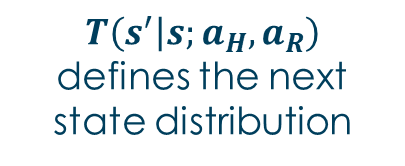 T(s′|s; a_H, a_R)
defines the next
state distribution